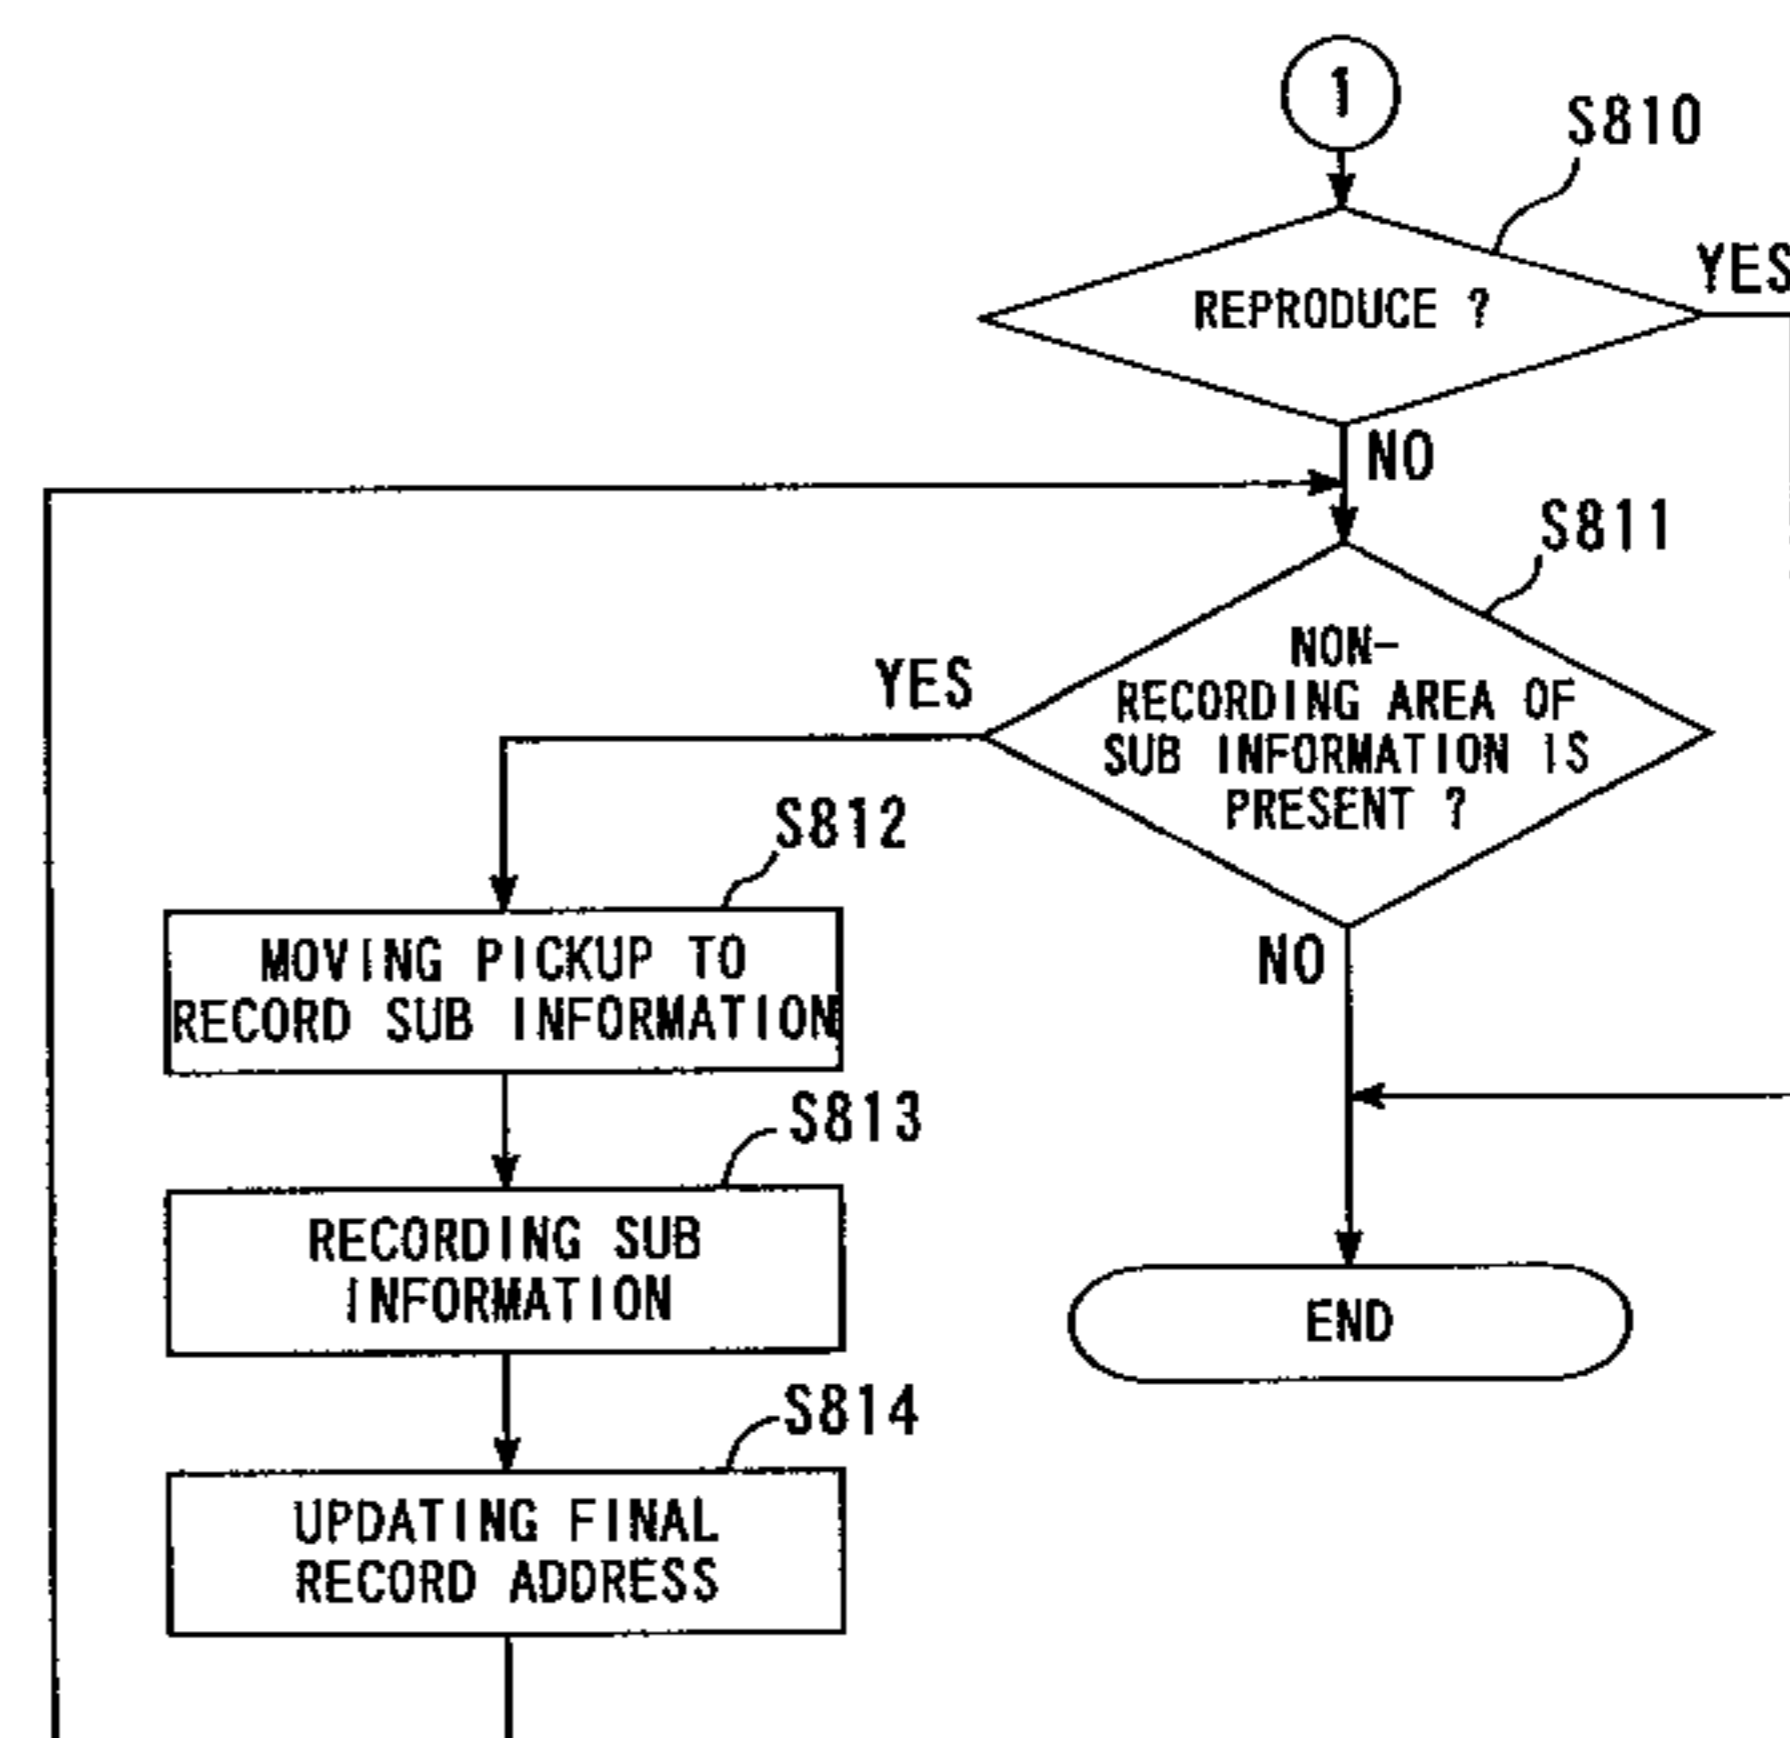 1
S810
REPRODUCE ?
YES
NO
S811
NON-
RECORDING AREA OF
SUB INFORMATION IS
PRESENT ?
YES
NO
S812
MOVING PICKUP TO
RECORD SUB INFORMATION
S813
RECORDING SUB
INFORMATION
S814
UPDATING FINAL
RECORD ADDRESS
END